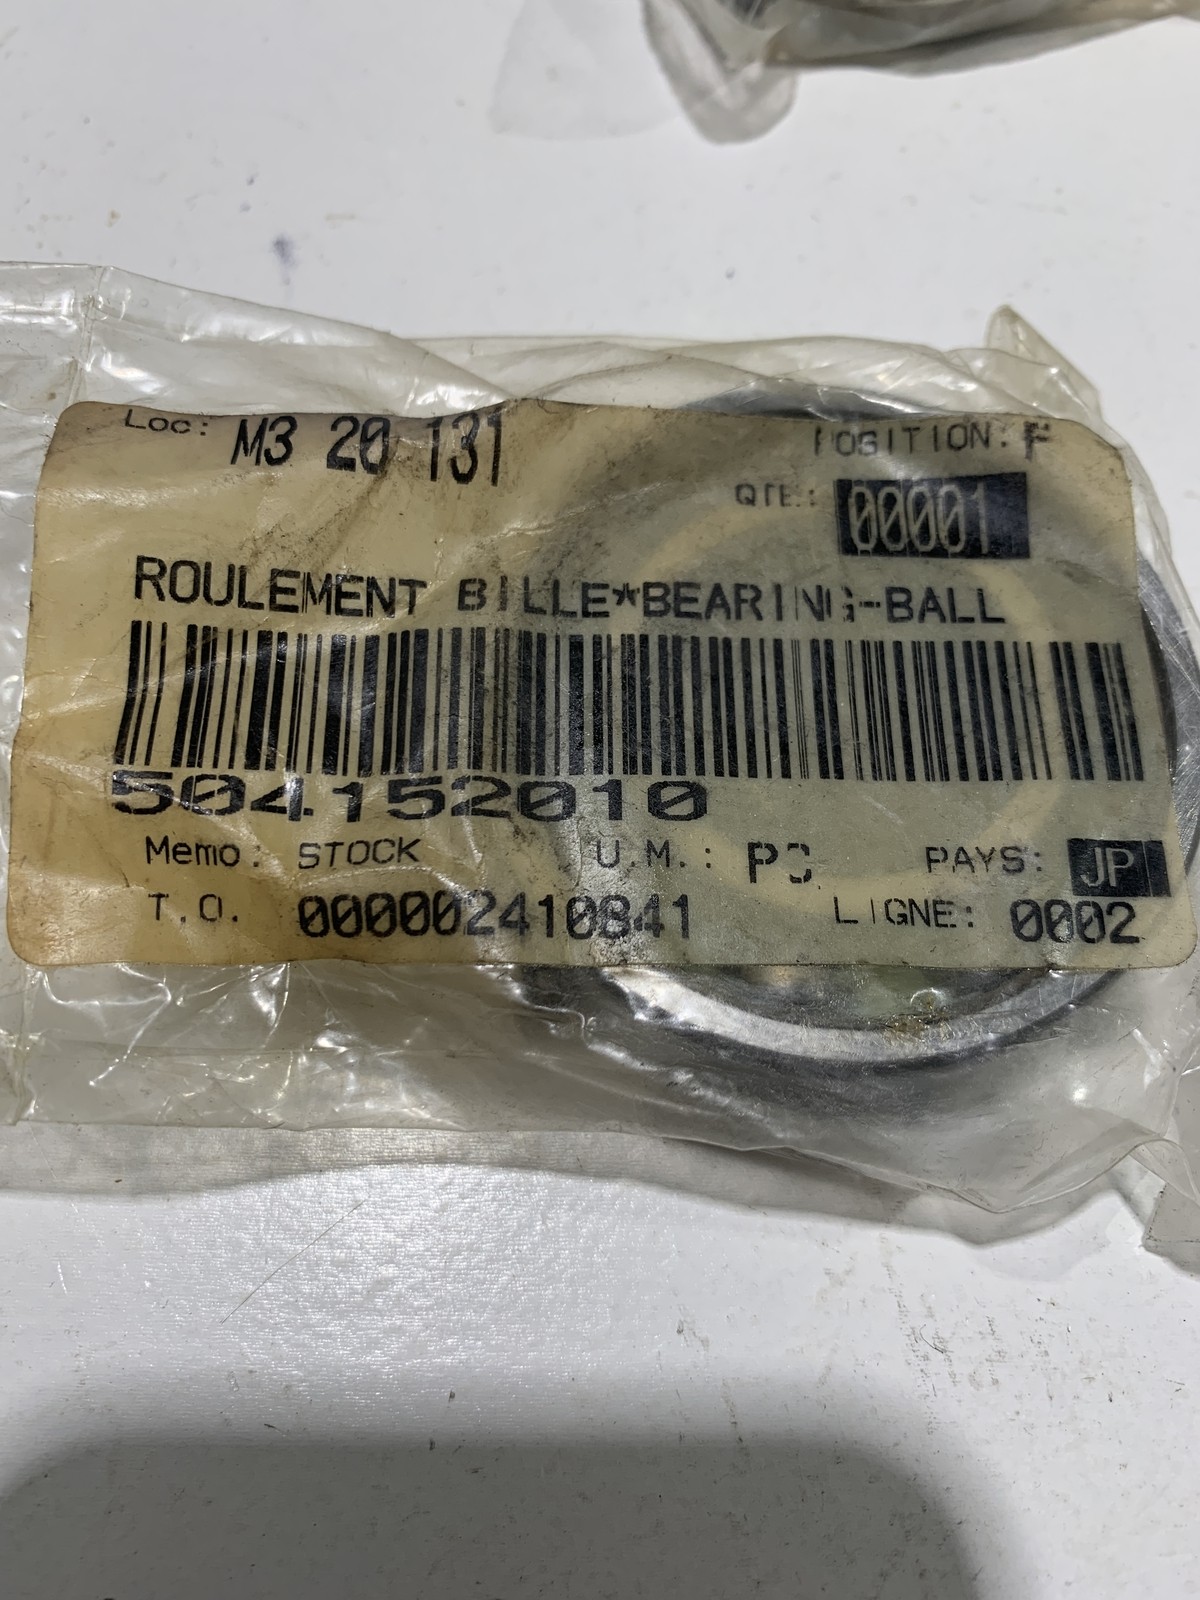 Loc: M3 20 131
POSITION: F
QTE: 00001
ROULEMENT BILLE*BEARING-BALL
504152010
Memo: STOCK U.M.: PC PAYS: JP
T.O. 000002410841 LIGNE: 0002